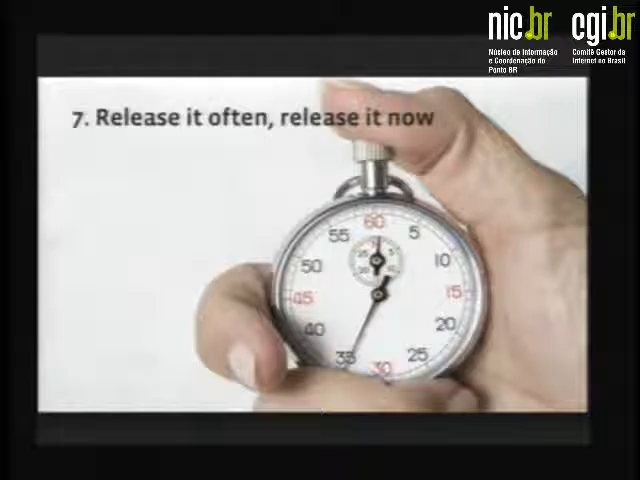 nic.br cgi.br
Núcleo de Informação
e Coordenação do
Ponto BR
Comitê Gestor da
Internet no Brasil
7. Release it often, release it now
60
5
10
15
20
25
30
35
40
45
50
55